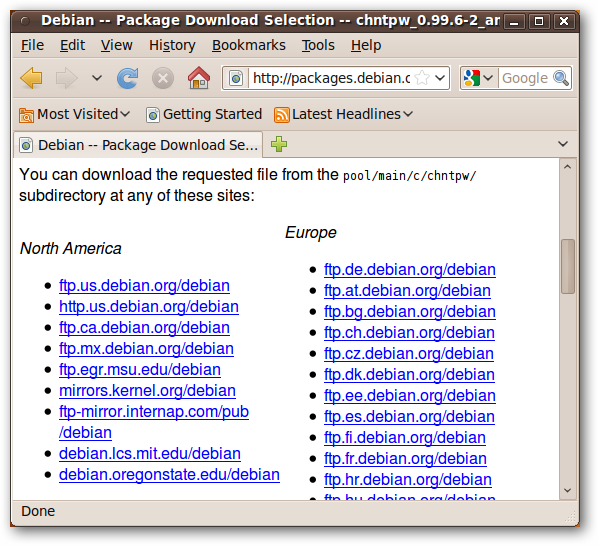 Debian -- Package Download Selection -- chntpw_0.99.6-2_an
File Edit View History Bookmarks Tools Help
http://packages.debian.o Google
Most Visited Getting Started Latest Headlines
Debian -- Package Download Se...
You can download the requested file from the pool/main/c/chntpw/
subdirectory at any of these sites:
North America
ftp.us.debian.org/debian
http.us.debian.org/debian
ftp.ca.debian.org/debian
ftp.mx.debian.org/debian
ftp.egr.msu.edu/debian
mirrors.kernel.org/debian
ftp-mirror.internap.com/pub
/debian
debian.lcs.mit.edu/debian
debian.oregonstate.edu/debian
Europe
ftp.de.debian.org/debian
ftp.at.debian.org/debian
ftp.bg.debian.org/debian
ftp.ch.debian.org/debian
ftp.cz.debian.org/debian
ftp.dk.debian.org/debian
ftp.ee.debian.org/debian
ftp.es.debian.org/debian
ftp.fi.debian.org/debian
ftp.fr.debian.org/debian
ftp.hr.debian.org/debian
ftp.hu.debian.org/debian
Done